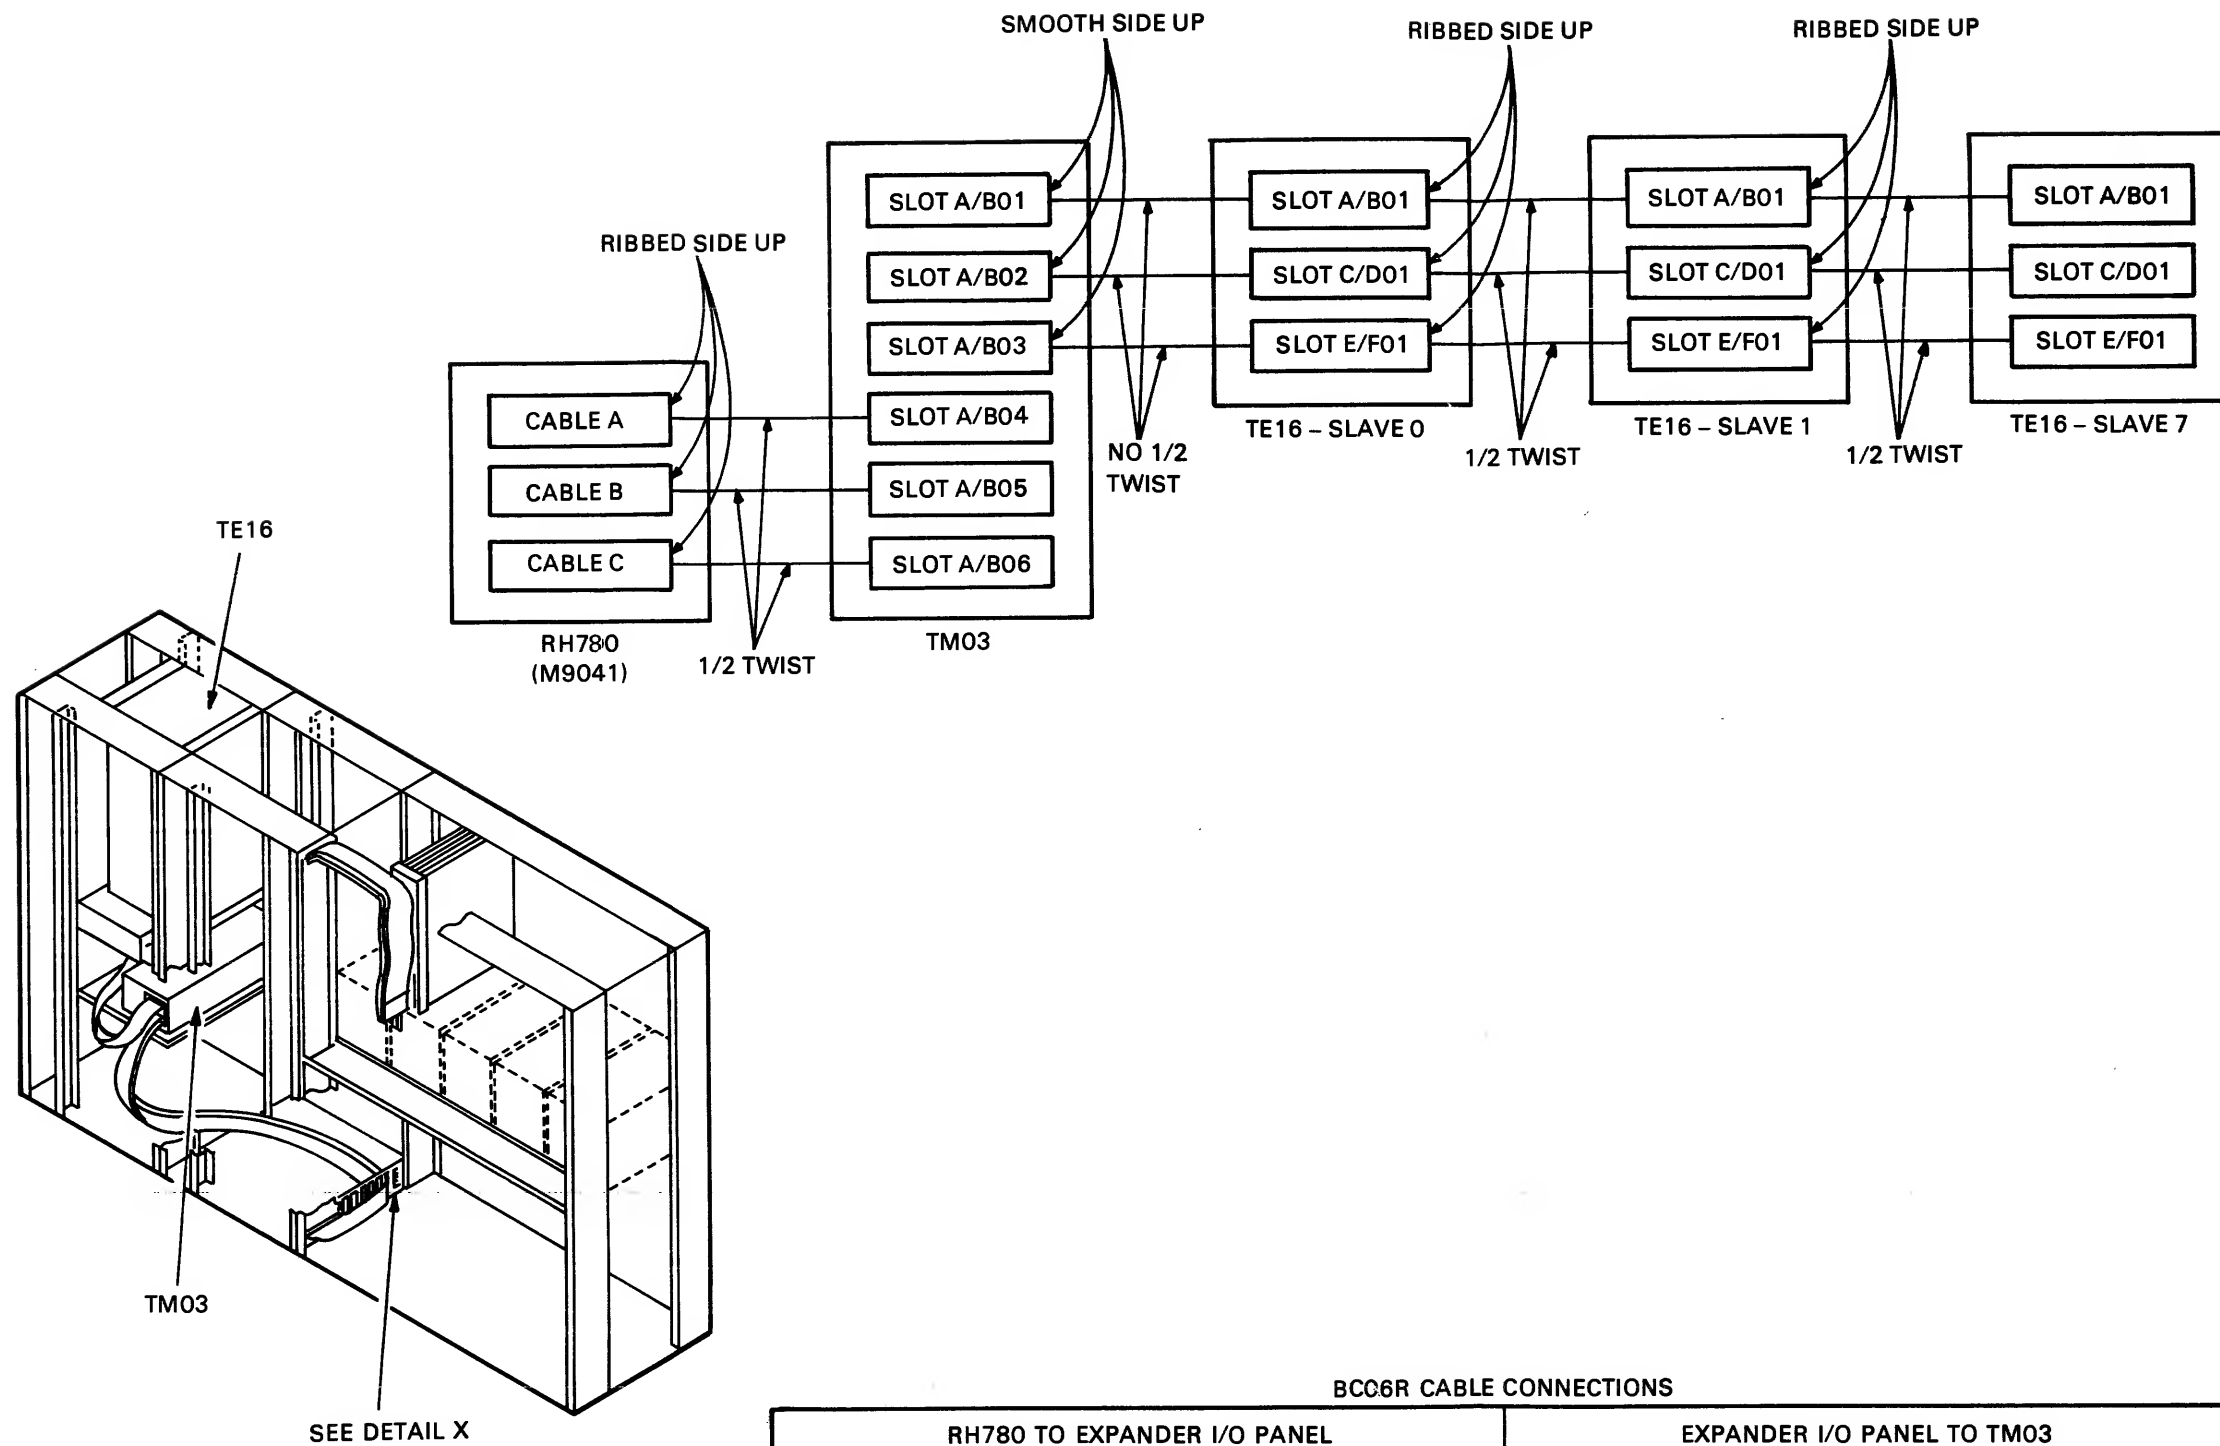 SMOOTH SIDE UP
RIBBED SIDE UP
RIBBED SIDE UP
SLOT A/B01
SLOT A/B02
SLOT A/B03
SLOT A/B04
SLOT A/B05
SLOT A/B06
TM03
SLOT A/B01
SLOT C/D01
SLOT E/F01
TE16 – SLAVE 0
SLOT A/B01
SLOT C/D01
SLOT E/F01
TE16 – SLAVE 1
SLOT A/B01
SLOT C/D01
SLOT E/F01
TE16 – SLAVE 7
NO 1/2
TWIST
1/2 TWIST
1/2 TWIST
RIBBED SIDE UP
CABLE A
CABLE B
CABLE C
RH780
(M9041)
1/2 TWIST
TE16
TM03
SEE DETAIL X
BC06R CABLE CONNECTIONS
RH780 TO EXPANDER I/O PANEL
EXPANDER I/O PANEL TO TM03